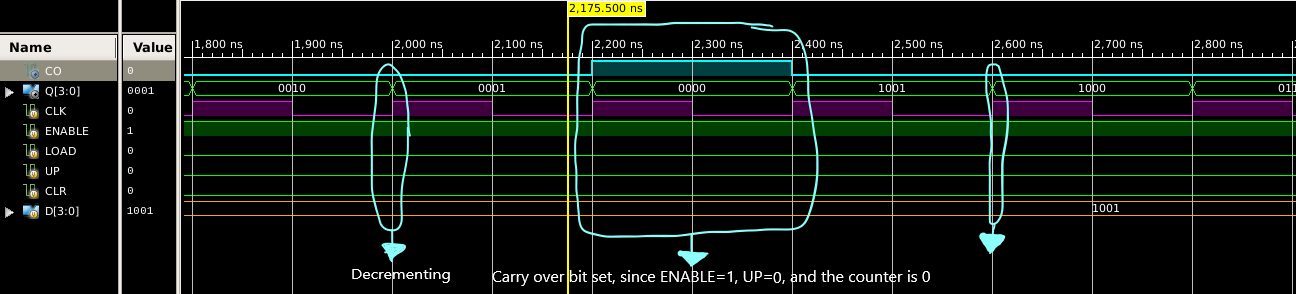 2,175.500 ns
Name Value 1,800 ns 1,900 ns 2,000 ns 2,100 ns 2,200 ns 2,300 ns 2,400 ns 2,500 ns 2,600 ns 2,700 ns 2,800 ns
CO 0
Q[3:0] 0001 0010 0001 0000 1001 1000
CLK 0
ENABLE 1
LOAD 0
UP 0
CLR 0
D[3:0] 1001 1001
Decrementing Carry over bit set, since ENABLE=1, UP=0, and the counter is 0